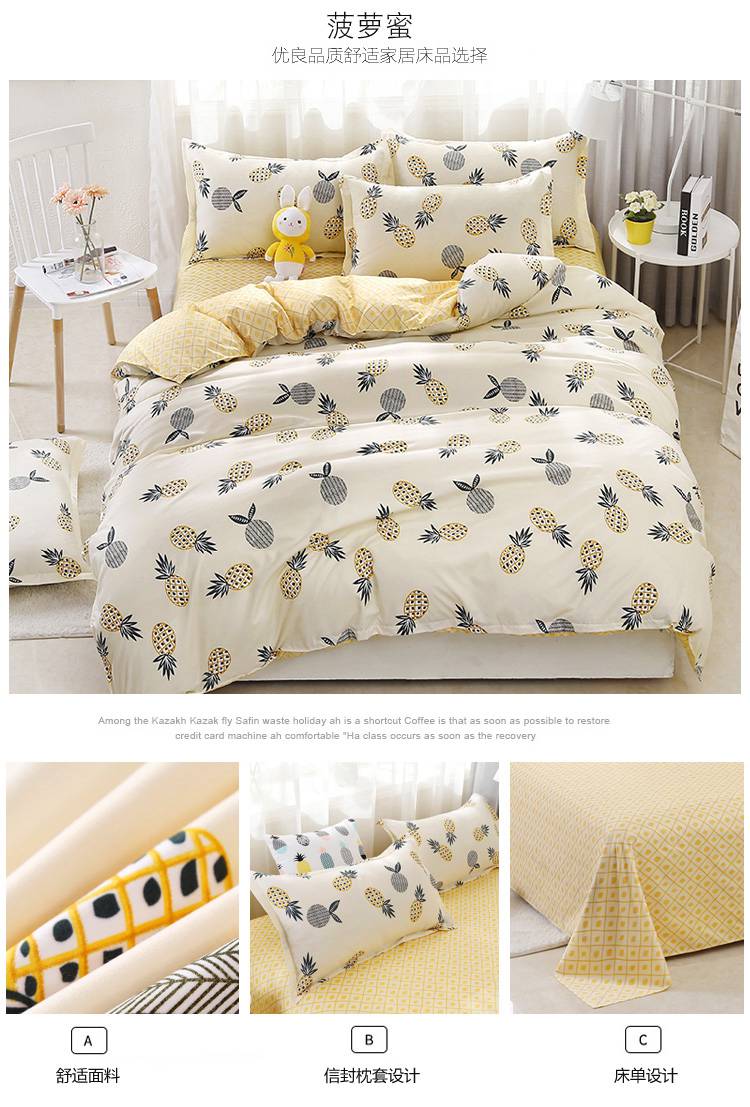 菠萝蜜
优良品质舒适家居床品选择
BOOK
GOLDEN
Among the Kazakh Kazak fly Safin waste holiday ah is a shortcut Coffee is that as soon as possible to restore
credit card machine ah comfortable "Ha class occurs as soon as the recovery
A
B
C
舒适面料
信封枕套设计
床单设计